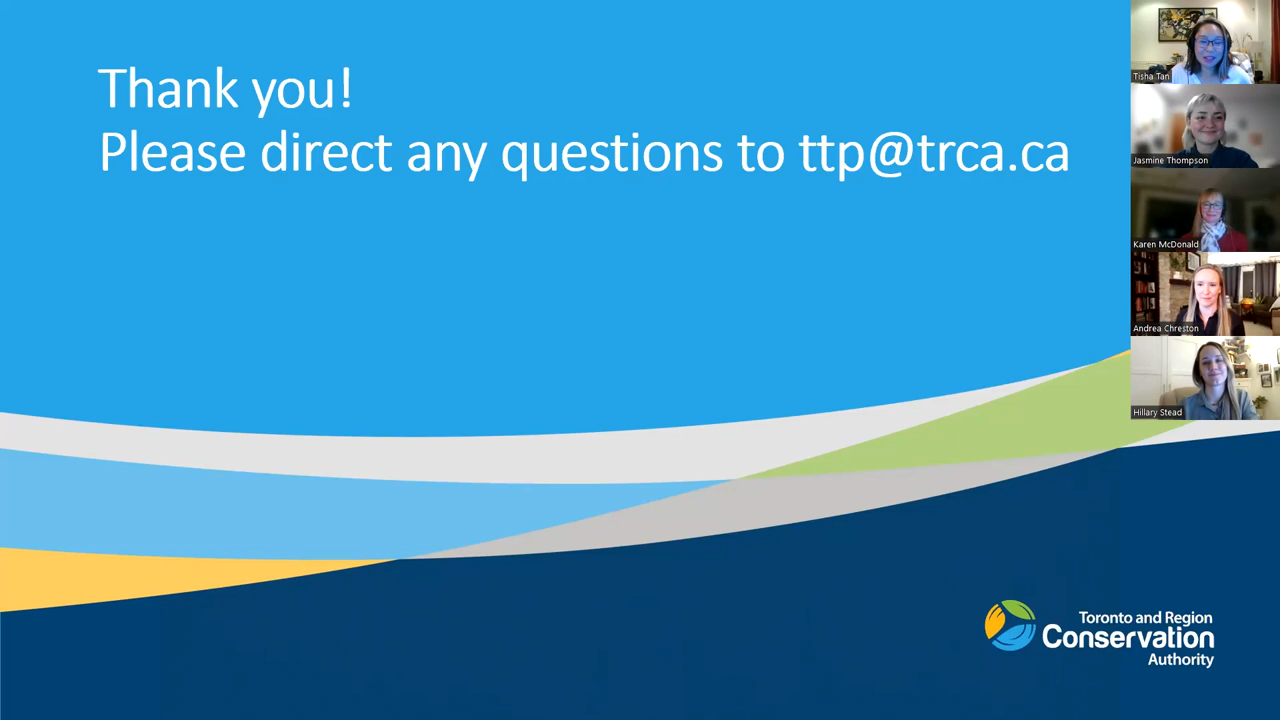 Thank you!
Please direct any questions to ttp@trca.ca
Tisha Tan
Jasmine Thompson
Karen McDonald
Andrea Chreston
Hillary Stead
Toronto and Region
Conservation
Authority